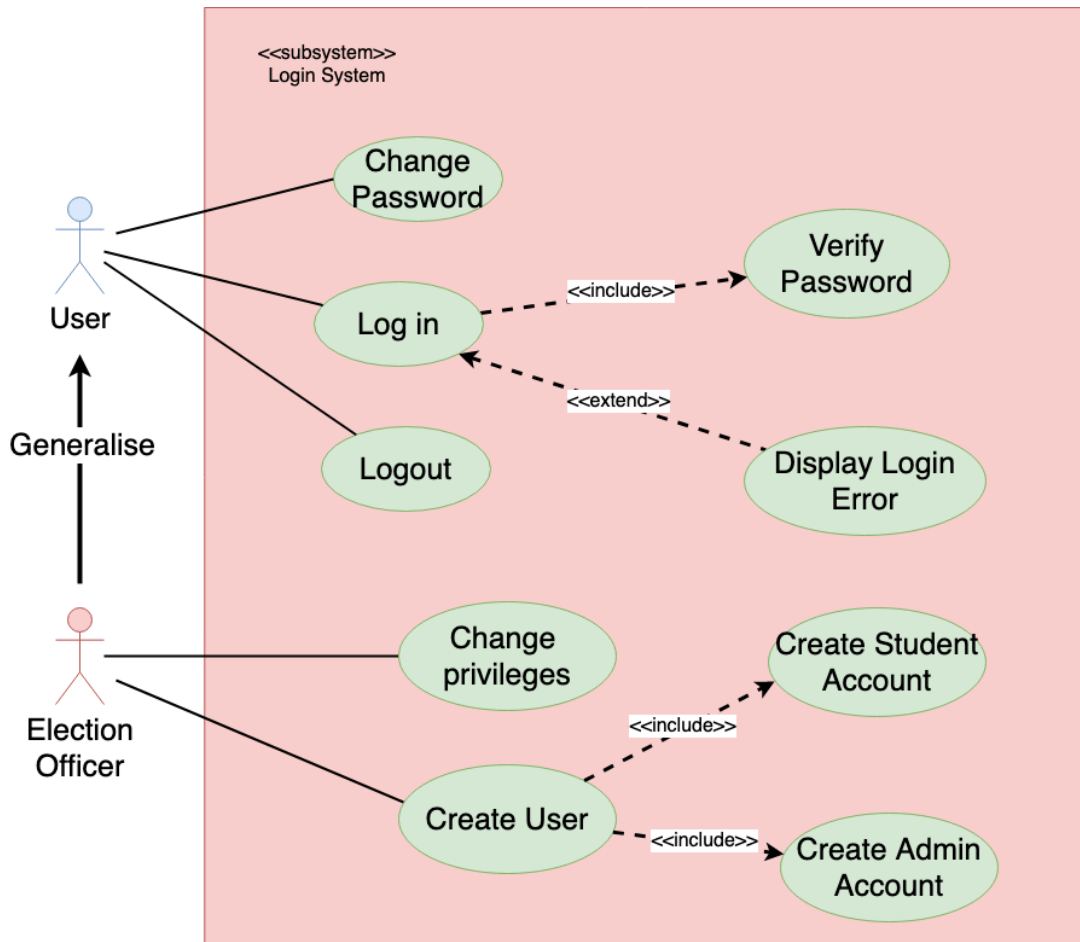 <<subsystem>>
Login System
Change
Password
Verify
Password
<<include>>
User
Log in
<<extend>>
Generalise
Logout
Display Login
Error
Change
privileges
Create Student
Account
Election
Officer
<<include>>
Create User
<<include>>
Create Admin
Account